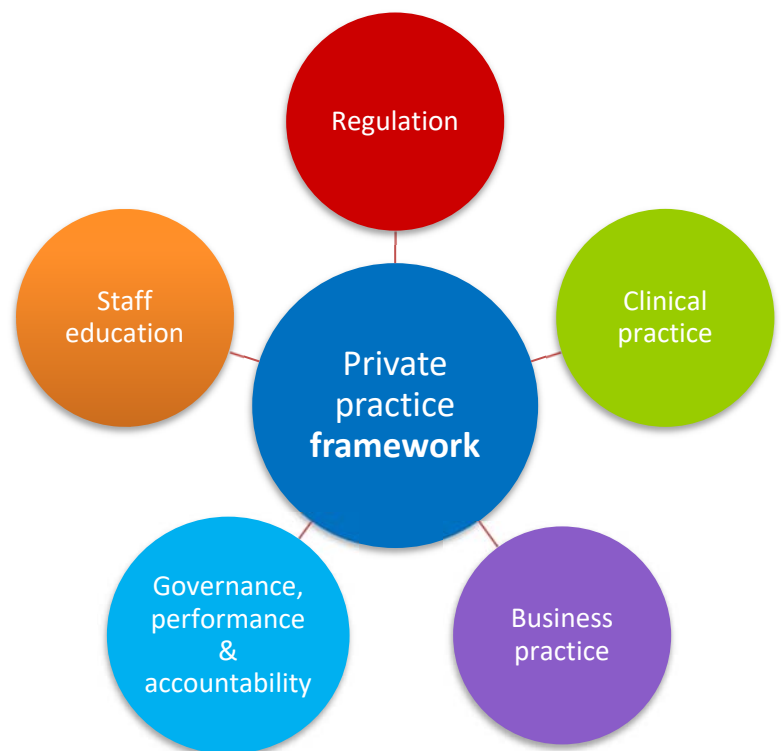 Regulation
Staff
education
Clinical
practice
Private
practice
framework
Governance,
performance
&
accountability
Business
practice